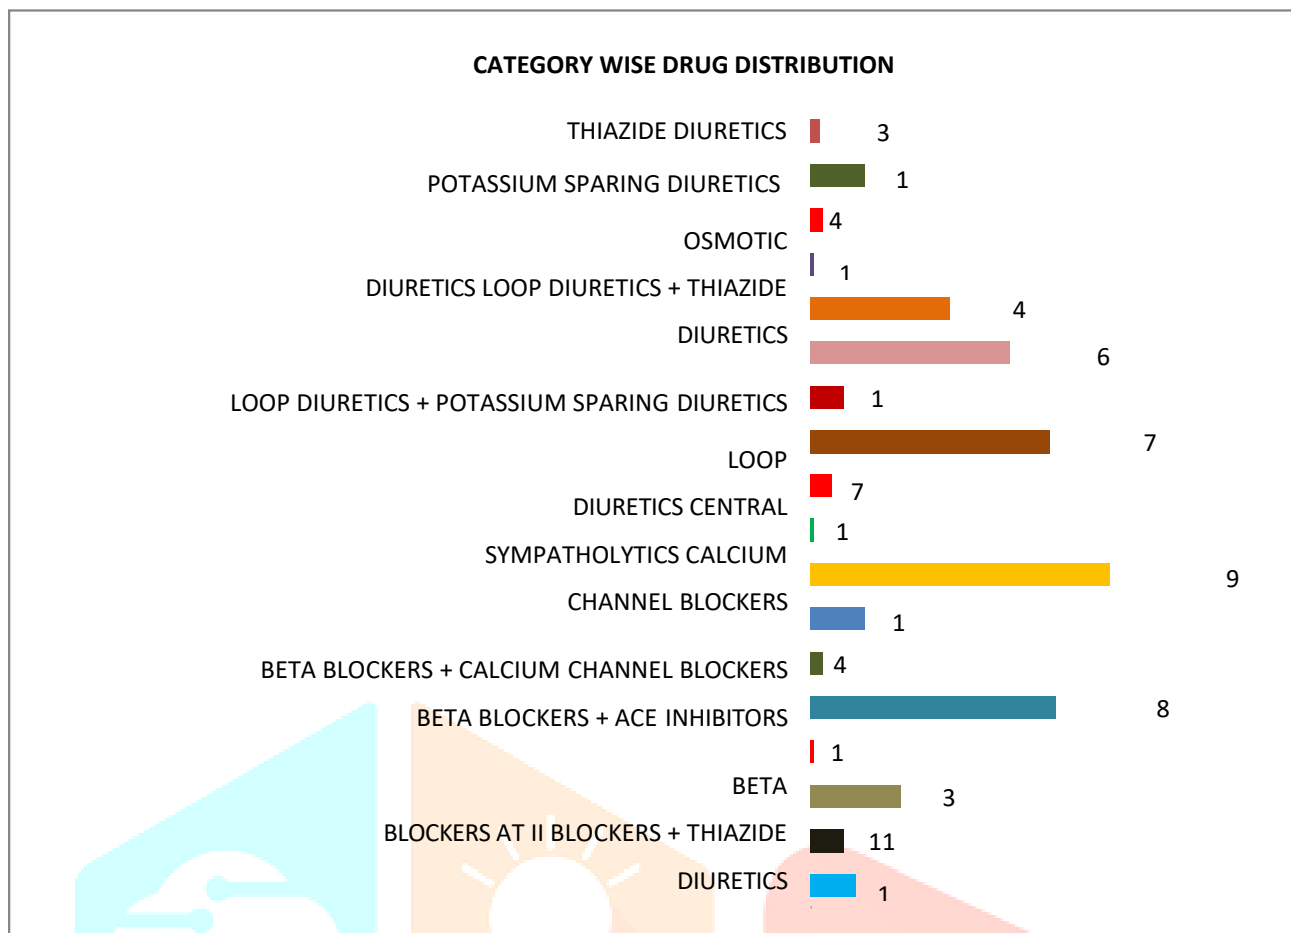 CATEGORY WISE DRUG DISTRIBUTION
THIAZIDE DIURETICS 3
POTASSIUM SPARING DIURETICS 1
4
OSMOTIC
1
DIURETICS LOOP DIURETICS + THIAZIDE
4
DIURETICS
6
LOOP DIURETICS + POTASSIUM SPARING DIURETICS 1
7
LOOP
7
DIURETICS CENTRAL
1
SYMPATHOLYTICS CALCIUM
9
CHANNEL BLOCKERS
1
BETA BLOCKERS + CALCIUM CHANNEL BLOCKERS 4
BETA BLOCKERS + ACE INHIBITORS 8
1
BETA
3
BLOCKERS AT II BLOCKERS + THIAZIDE 11
DIURETICS
1